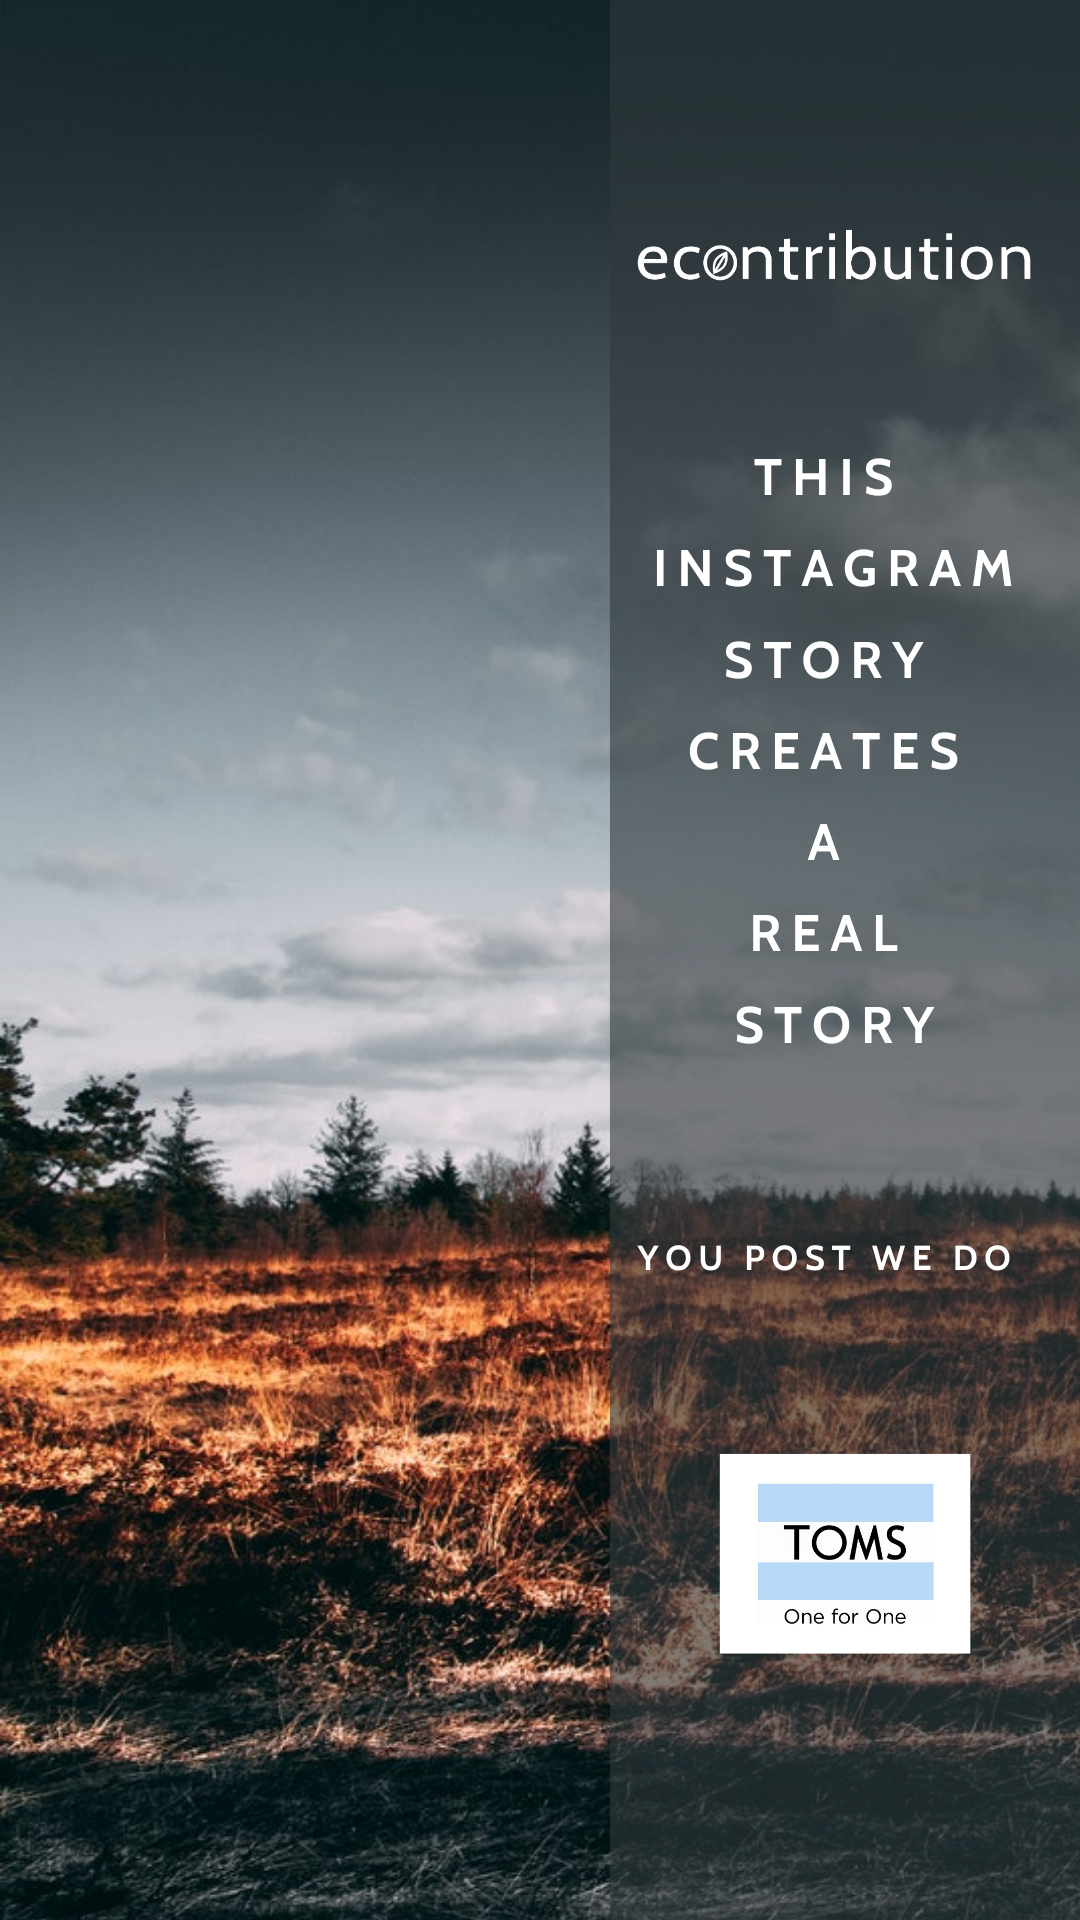 econtribution
THIS
INSTAGRAM
STORY
CREATES
A
REAL
STORY
YOU POST WE DO
TOMS
One for One